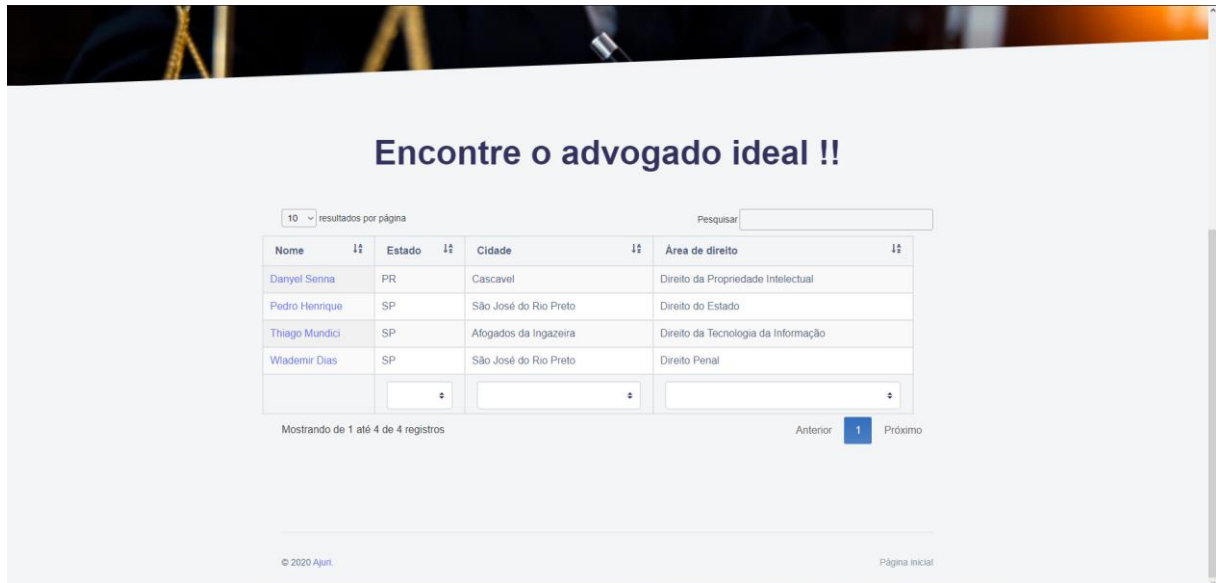 Encontre o advogado ideal !!
10 resultados por página Pesquisar
Nome Estado Cidade Área de direito
Danyel Senna PR Cascavel Direito da Propriedade Intelectual
Pedro Henrique SP São José do Rio Preto Direito do Estado
Thiago Mundici SP Afogados da Ingazeira Direito da Tecnologia da Informação
Wlademir Dias SP São José do Rio Preto Direito Penal
Mostrando de 1 até 4 de 4 registros Anterior 1 Próximo
© 2020 Ajuri. Página inicial